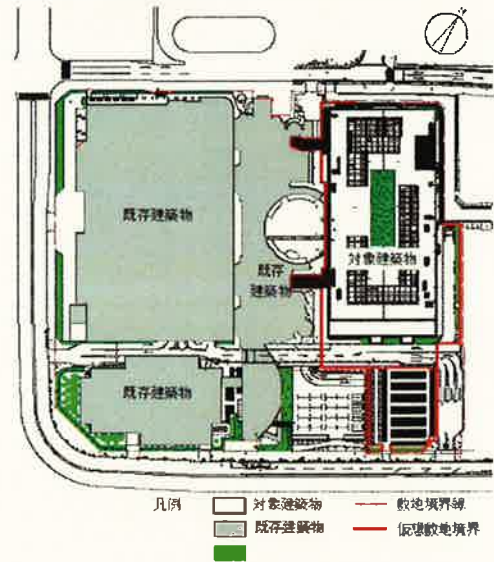 既存建築物
既存
建築物
対象建築物
既存建築物
凡例
対象建築物
敷地境界線
既存建築物
仮想敷地境界